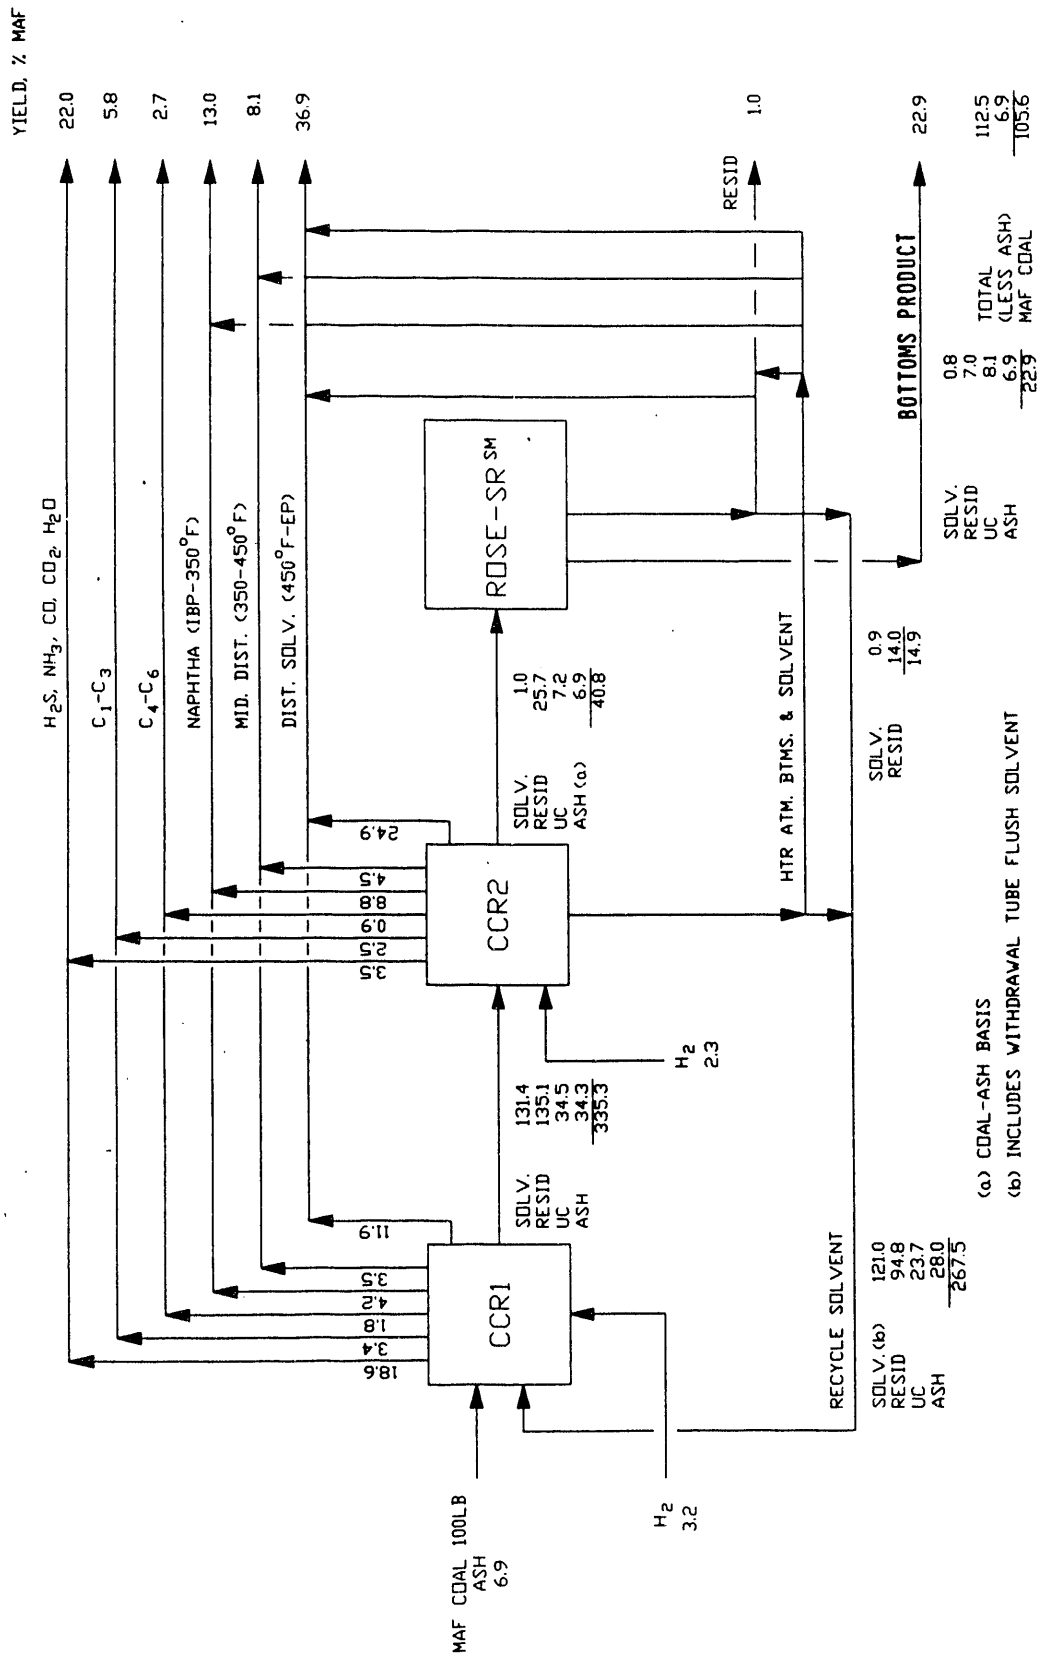 YIELD, % MAF
H₂S, NH₃, CO, CO₂, H₂O 22.0
C₁-C₃ 5.8
C₄-C₆ 2.7
NAPHTHA (IBP-350°F) 13.0
MID. DIST. (350-450°F) 8.1
DIST. SOLV. (450°F-EP) 36.9
18.6
3.4
1.8
4.2
3.5
11.9
3.5
2.5
0.9
8.8
4.5
24.9
MAF COAL 100LB
ASH
6.9
CCR1
H₂
3.2
SOLV. 131.4
RESID 135.1
UC 34.5
ASH 34.3
335.3
CCR2
H₂
2.3
SOLV. 1.0
RESID 25.7
UC 7.2
ASH (a) 6.9
40.8
ROSE-SR SM
RESID 1.0
HTR ATM. BTMS. & SOLVENT
BOTTOMS PRODUCT 22.9
RECYCLE SOLVENT
SOLV.(b) 121.0
RESID 94.8
UC 23.7
ASH 28.0
267.5
SOLV. 0.9
RESID 14.0
14.9
SOLV. 0.8
RESID 7.0
UC 8.1
ASH 6.9
22.9
TOTAL 112.5
(LESS ASH) 6.9
MAF COAL 105.6
(a) COAL-ASH BASIS
(b) INCLUDES WITHDRAWAL TUBE FLUSH SOLVENT